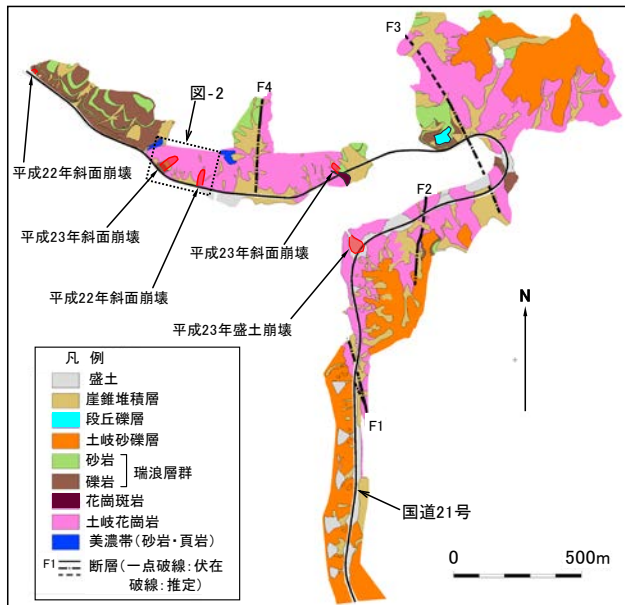 F3
図-2
F4
平成22年斜面崩壊
F2
平成23年斜面崩壊
平成23年斜面崩壊
平成22年斜面崩壊
平成23年盛土崩壊
N
凡 例
盛土
崖錐堆積層
段丘礫層
土岐砂礫層
砂岩
礫岩
瑞浪層群
花崗斑岩
土岐花崗岩
美濃帯(砂岩・頁岩)
F1 断層(一点破線:伏在
破線:推定)
F1
国道21号
0 500m